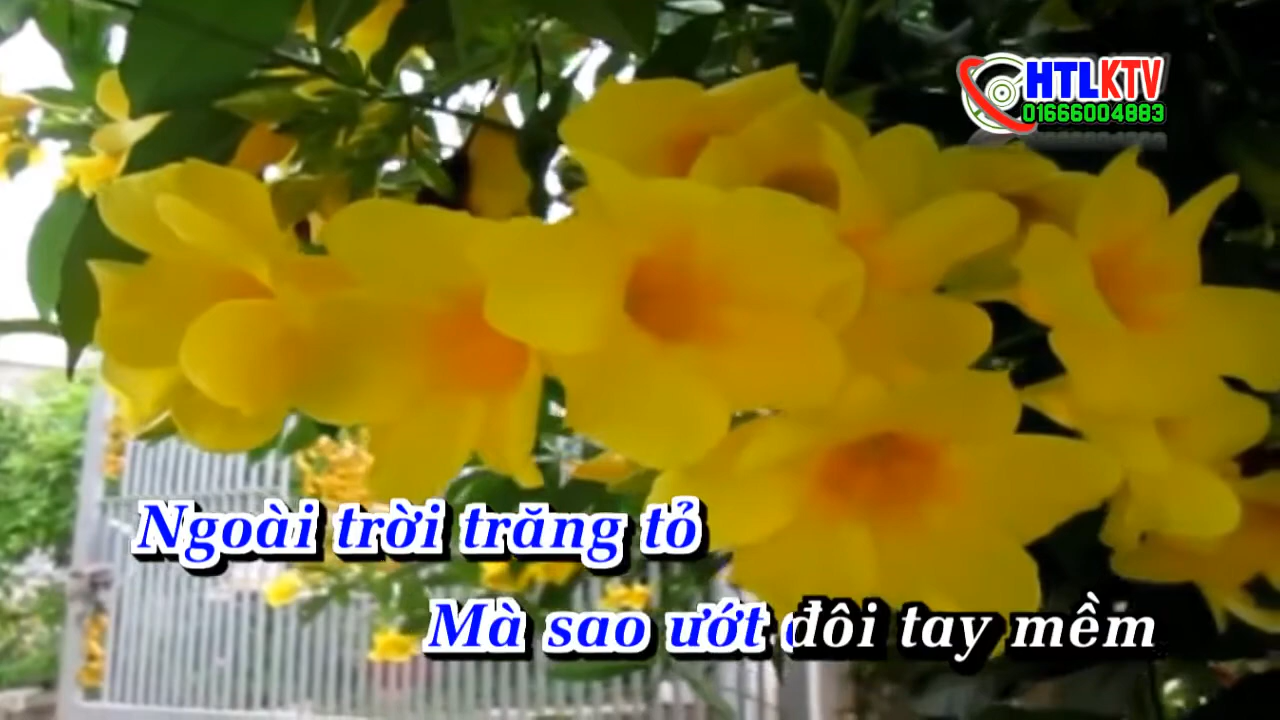 HTLKTV
01666004883
Ngoài trời trăng tỏ
Mà sao ướt đôi tay mềm